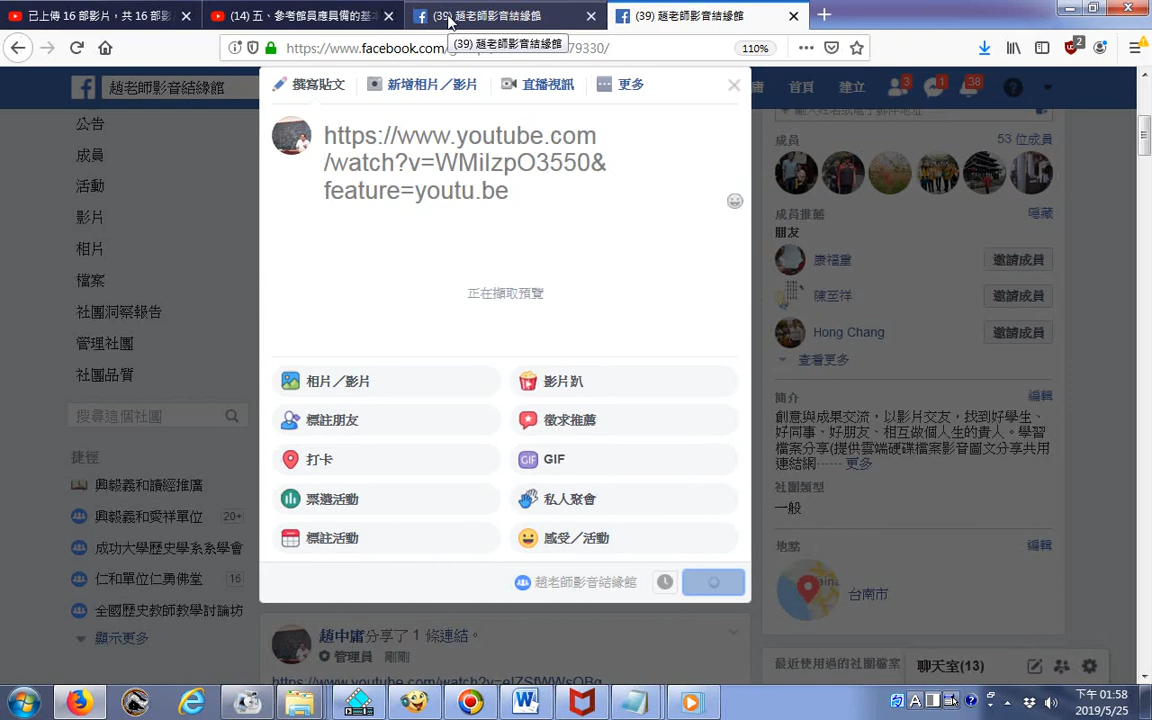 已上傳 16 部影片，共 16 部影片
(14) 五、參考館員應具備的基本
(39) 趙老師影音結緣館
(39) 趙老師影音結緣館
https://www.facebook.com/
79330/
110%
(39) 趙老師影音結緣館
趙老師影音結緣館
首頁
建立
3
1
38
公告
成員
活動
影片
相片
檔案
社團洞察報告
管理社團
社團品質
搜尋這個社團
捷徑
興毅義和讀經推廣
興毅義和愛祥單位 20+
成功大學歷史學系系學會
仁和單位仁勇佛堂 16
全國歷史教師教學討論坊
顯示更多
撰寫貼文
新增相片／影片
直播視訊
更多
https://www.youtube.com
/watch?v=WMiIzpO3550&
feature=youtu.be
正在擷取預覽
相片／影片
影片趴
標註朋友
徵求推薦
打卡
GIF
票選活動
私人聚會
標註活動
感受／活動
趙老師影音結緣館
趙中庸分享了 1 條連結。
管理員 剛剛
成員
53 位成員
成員推薦
隱藏
朋友
康福重
邀請成員
陳至祥
邀請成員
Hong Chang
邀請成員
查看更多
簡介
編輯
創意與成果交流，以影片交友，找到好學生、
好同事、好朋友、相互做個人生的貴人。學習
檔案分享(提供雲端硬碟檔案影音圖文分享共用
連結網⋯⋯ 更多
社團類型
一般
地點
編輯
台南市
最近使用過的社團檔案
聊天室(13)
下午 01:58
2019/5/25